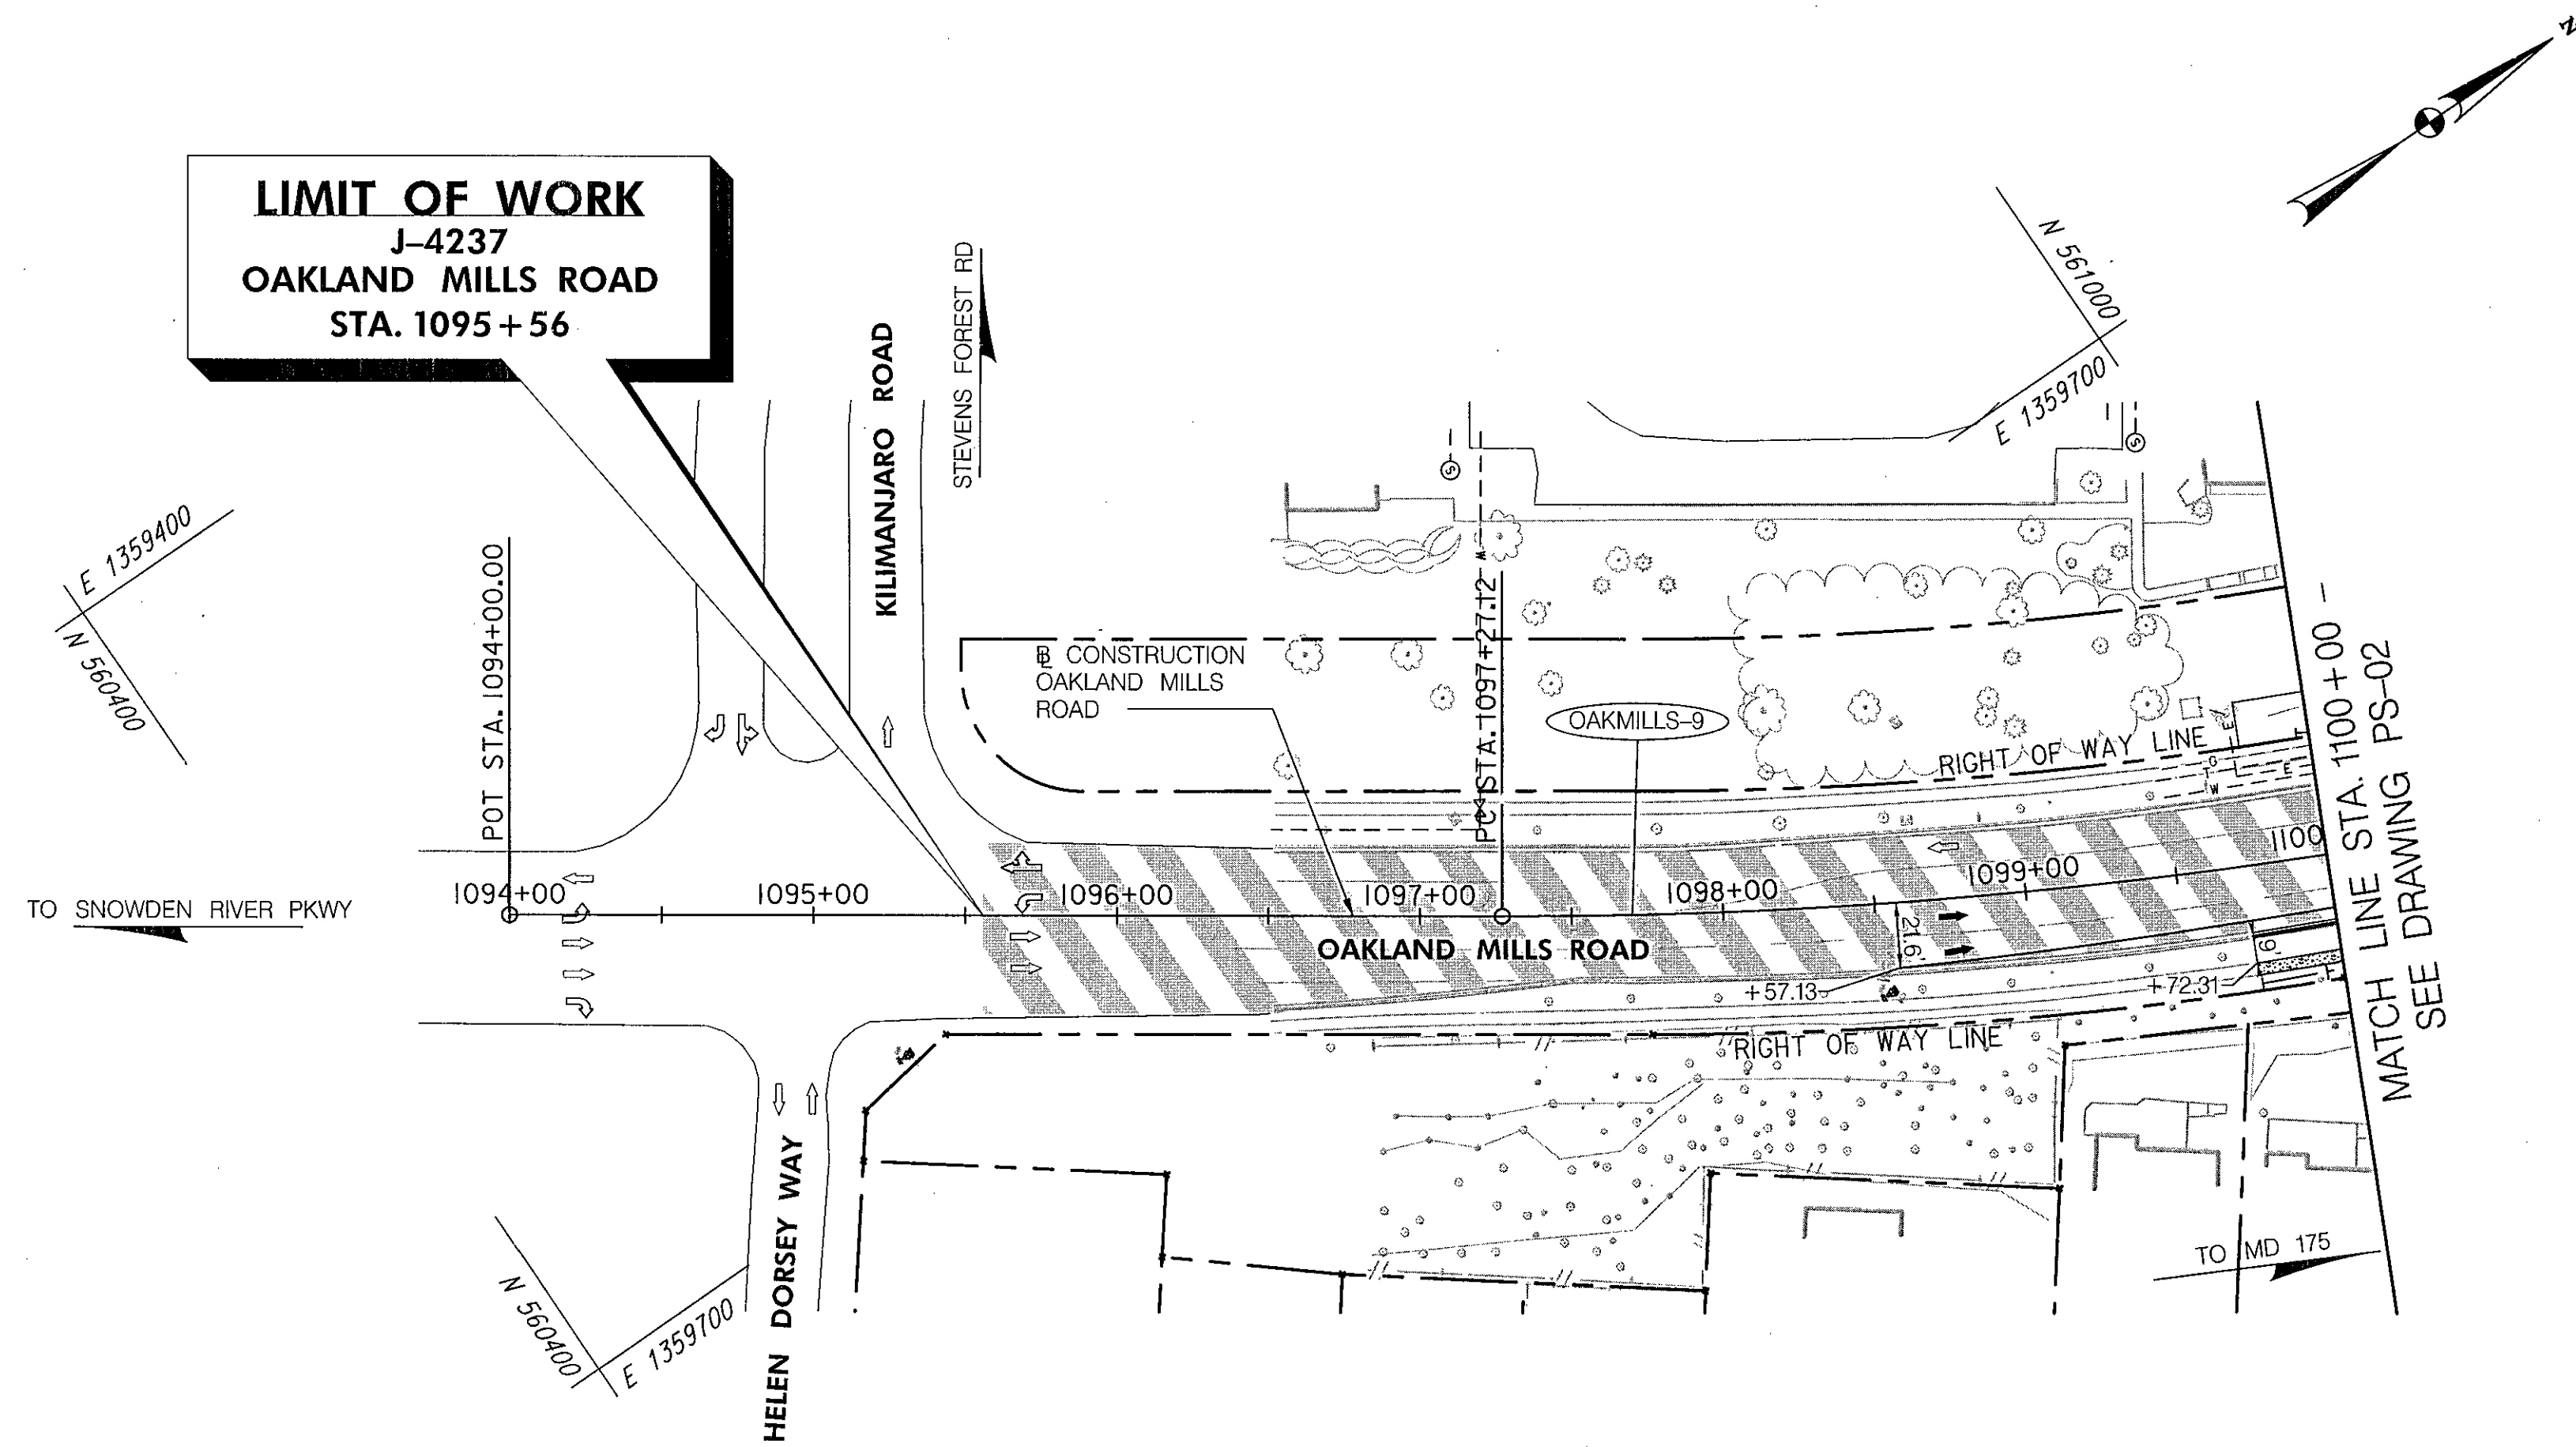 N
LIMIT OF WORK
J-4237
OAKLAND MILLS ROAD
STA. 1095+56
KILIMANJARO ROAD
STEVENS FOREST RD
N 561000
E 1359700
E 1359400
N 560400
POT STA. 1094+00.00
℄ CONSTRUCTION
OAKLAND MILLS
ROAD
PC STA. 1097+27.12
W
S
S
OAKMILLS-9
RIGHT OF WAY LINE
G
T
W
E
E
MATCH LINE STA. 1100+00 -
SEE DRAWING PS-02
TO SNOWDEN RIVER PKWY
1094+00
1095+00
1096+00
1097+00
1098+00
1099+00
1100
OAKLAND MILLS ROAD
21.6'
+57.13
+72.31
RIGHT OF WAY LINE
HELEN DORSEY WAY
N 560400
E 1359700
TO MD 175